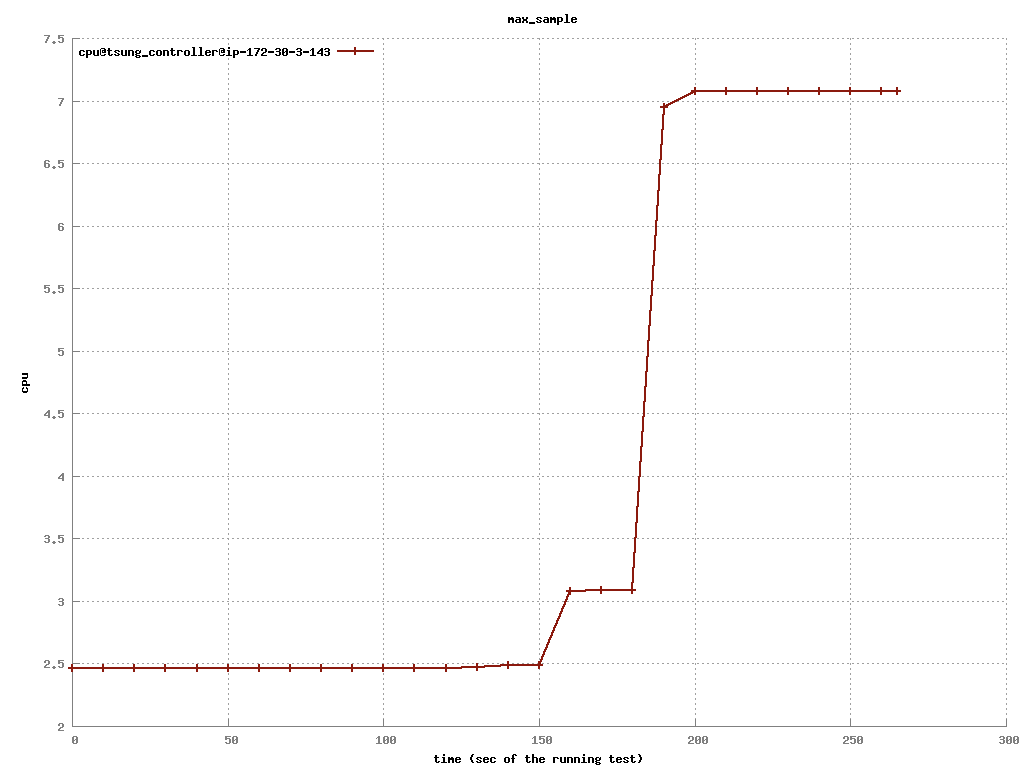 max_sample
cpu@tsung_controller@ip-172-30-3-143
7.5
7
6.5
6
5.5
5
4.5
4
3.5
3
2.5
2
cpu
0 50 100 150 200 250 300
time (sec of the running test)